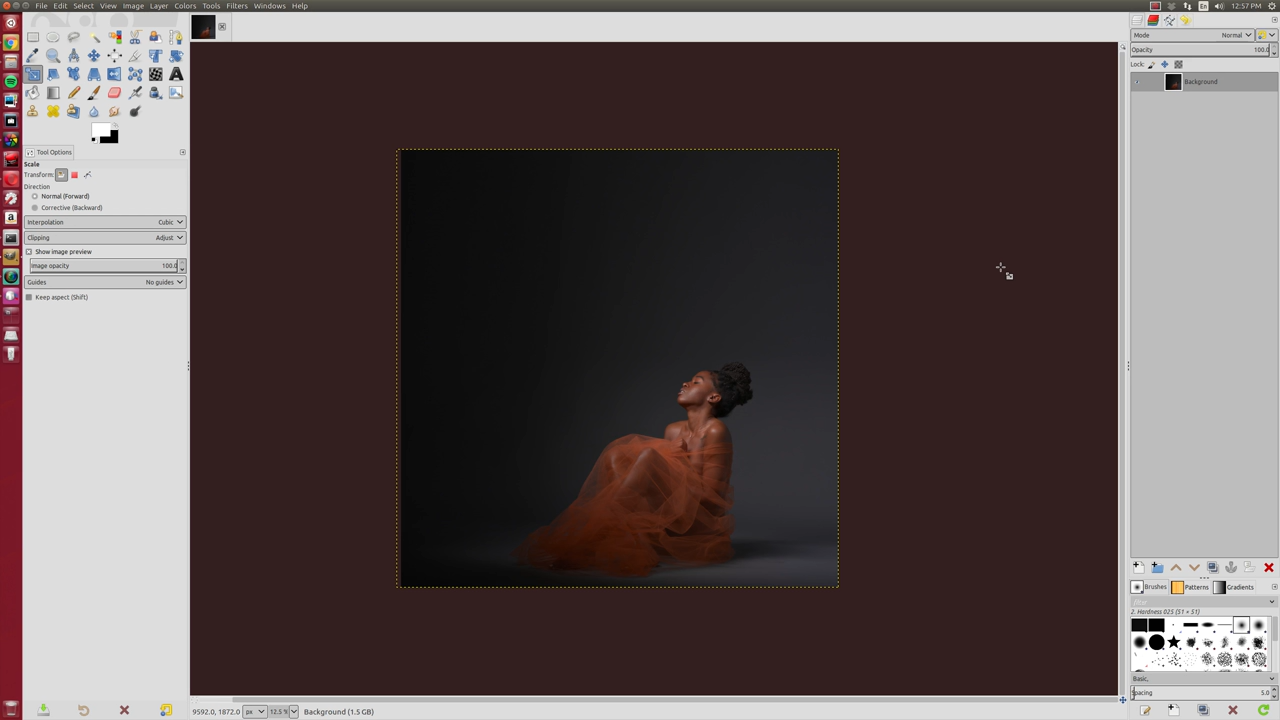 File Edit Select View Image Layer Colors Tools Filters Windows Help
En 12:57 PM
Mode Normal
Opacity 100.0
Lock:
Background
Tool Options
Scale
Transform:
Direction
Normal (Forward)
Corrective (Backward)
Interpolation Cubic
Clipping Adjust
Show image preview
Image opacity 100.0
Guides No guides
Keep aspect (Shift)
Brushes Patterns Gradients
2. Hardness 025 (51 × 51)
Basic,
Spacing 5.0
9592.0, 1872.0 px 12.5 % Background (1.5 GB)